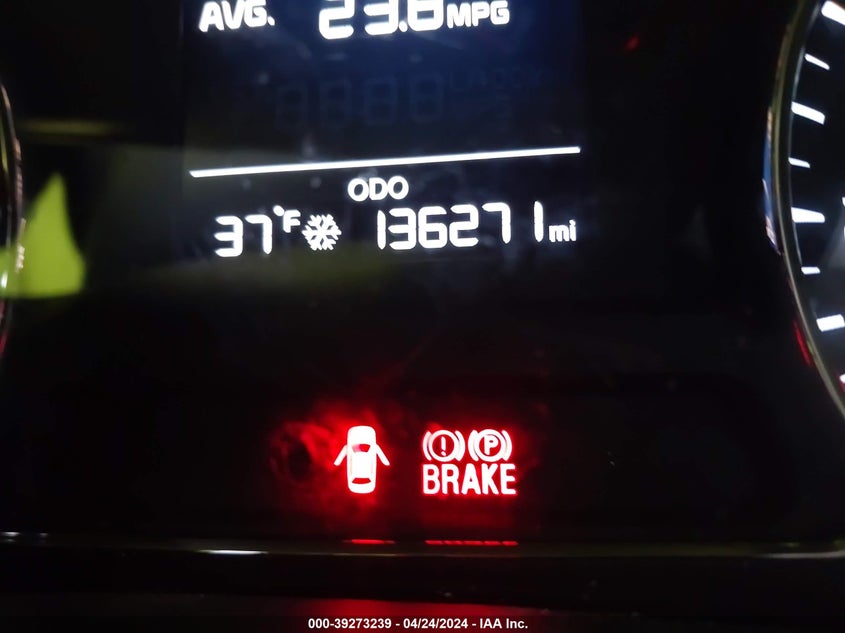 AVG. 23.8 MPG
ODO
37°F 136271 mi
BRAKE
000-39273239 - 04/24/2024 - IAA Inc.